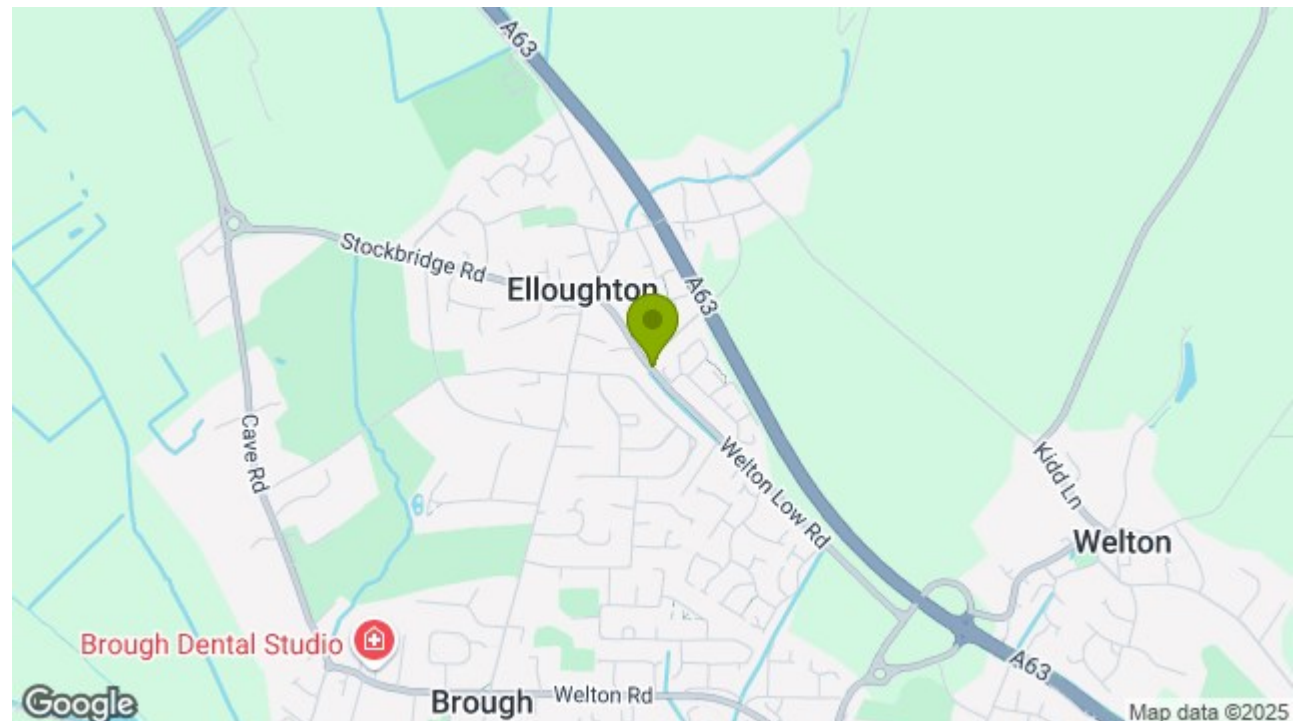 A63
Stockbridge Rd
Elloughton
A63
Cave Rd
Welton Low Rd
Kidd Ln
Welton
Brough Dental Studio
A63
Brough
Welton Rd
Google
Map data ©2025